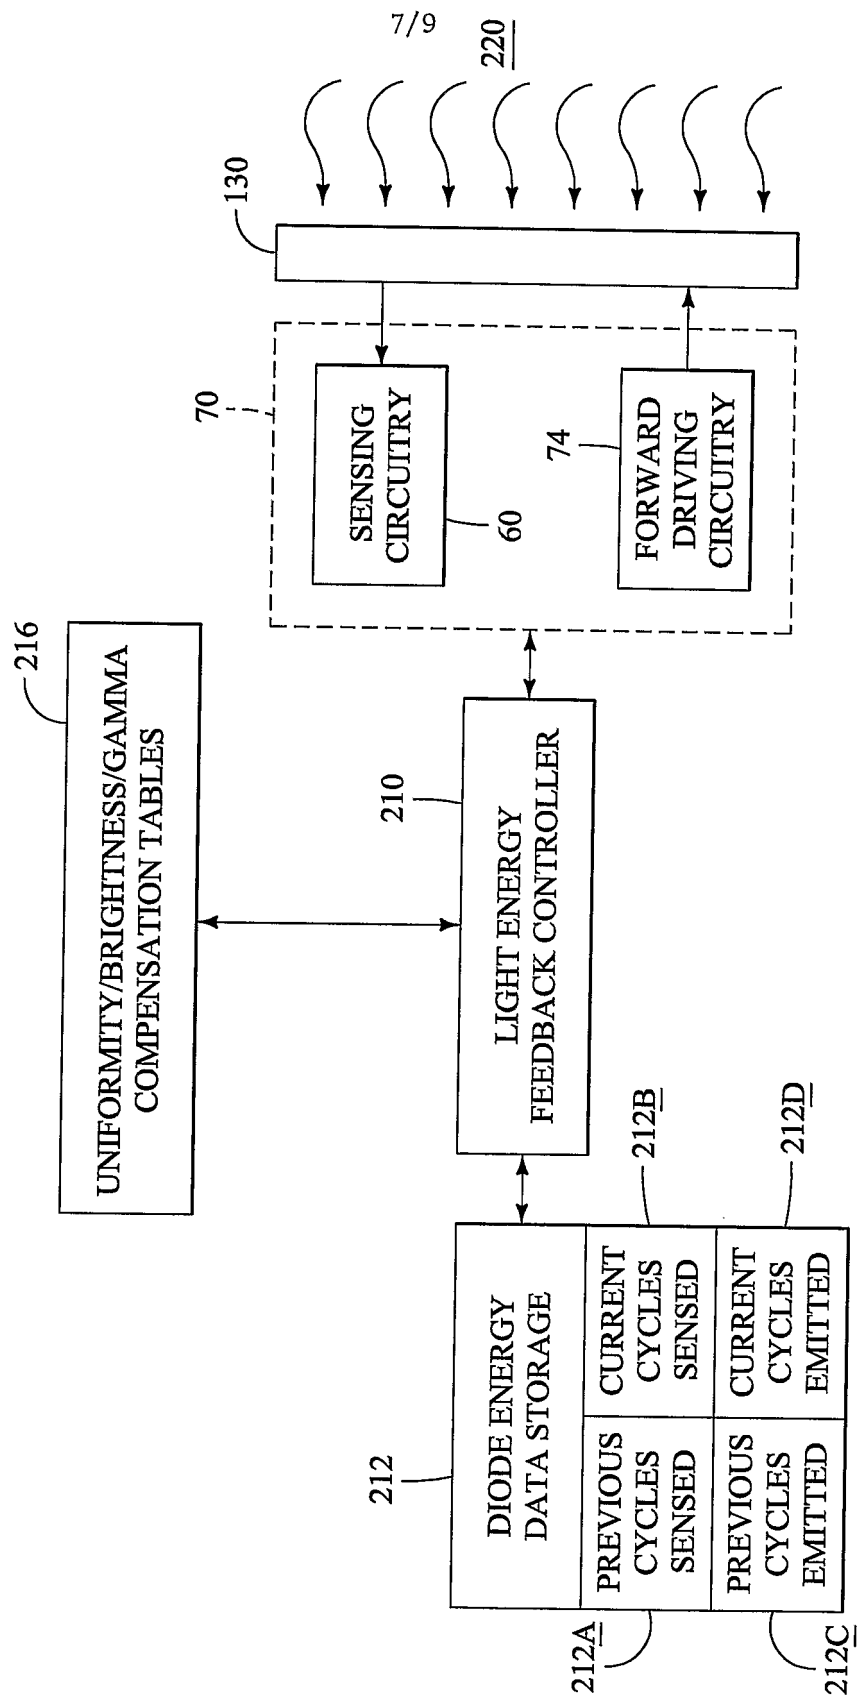 7/9
220
130
70
SENSING
CIRCUITRY
60
74
FORWARD
DRIVING
CIRCUITRY
216
UNIFORMITY/BRIGHTNESS/GAMMA
COMPENSATION TABLES
210
LIGHT ENERGY
FEEDBACK CONTROLLER
212
DIODE ENERGY
DATA STORAGE
PREVIOUS
CYCLES
SENSED
CURRENT
CYCLES
SENSED
PREVIOUS
CYCLES
EMITTED
CURRENT
CYCLES
EMITTED
212A
212B
212C
212D